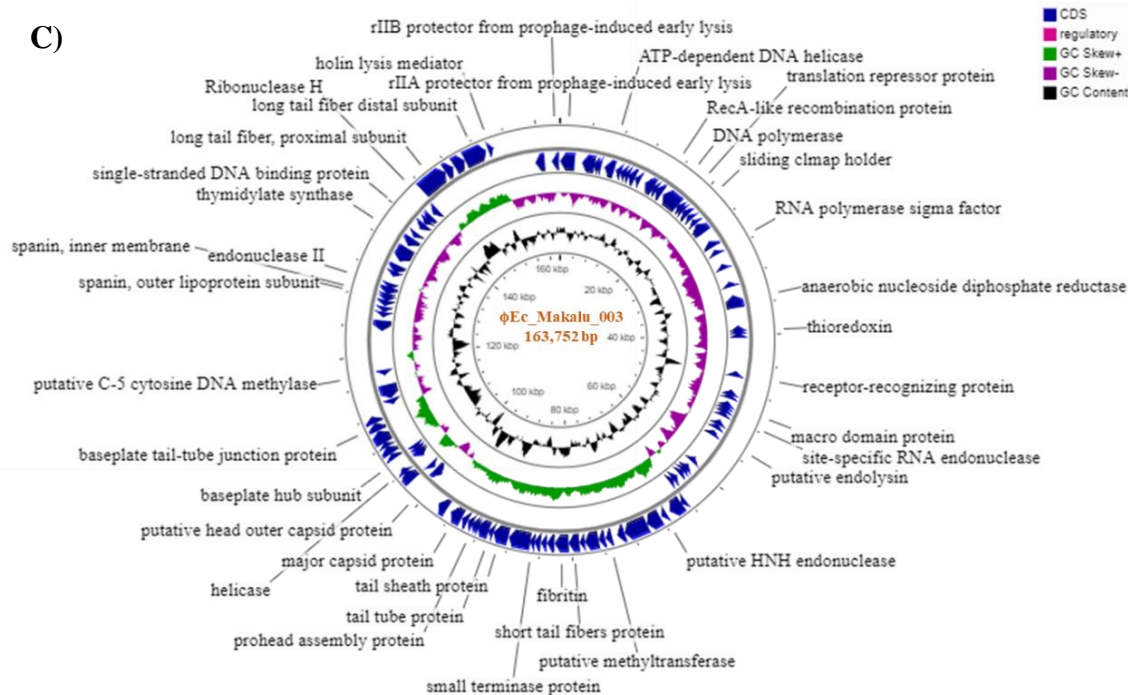 C)
CDS
regulatory
GC Skew+
GC Skew-
GC Content
rIIB protector from prophage-induced early lysis
ATP-dependent DNA helicase
holin lysis mediator
translation repressor protein
rIIA protector from prophage-induced early lysis
Ribonuclease H
RecA-like recombination protein
long tail fiber distal subunit
DNA polymerase
long tail fiber, proximal subunit
sliding clmap holder
single-stranded DNA binding protein
thymidylate synthase
RNA polymerase sigma factor
spanin, inner membrane
endonuclease II
spanin, outer lipoprotein subunit
anaerobic nucleoside diphosphate reductase
thioredoxin
160 kbp
20 kbp
140 kbp
ϕEc_Makalu_003
163,752 bp
40 kbp
120 kbp
60 kbp
100 kbp
80 kbp
putative C-5 cytosine DNA methylase
receptor-recognizing protein
macro domain protein
site-specific RNA endonuclease
baseplate tail-tube junction protein
putative endolysin
baseplate hub subunit
putative head outer capsid protein
major capsid protein
putative HNH endonuclease
helicase
tail sheath protein
fibritin
tail tube protein
prohead assembly protein
short tail fibers protein
putative methyltransferase
small terminase protein